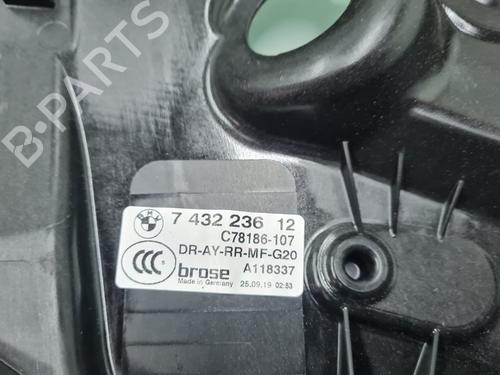 B-PARTS
BMW
7 432 236 12
C78186-107
DR-AY-RR-MF-G20
CCC
brose A118337
Made in Germany 25.09.19 02:53